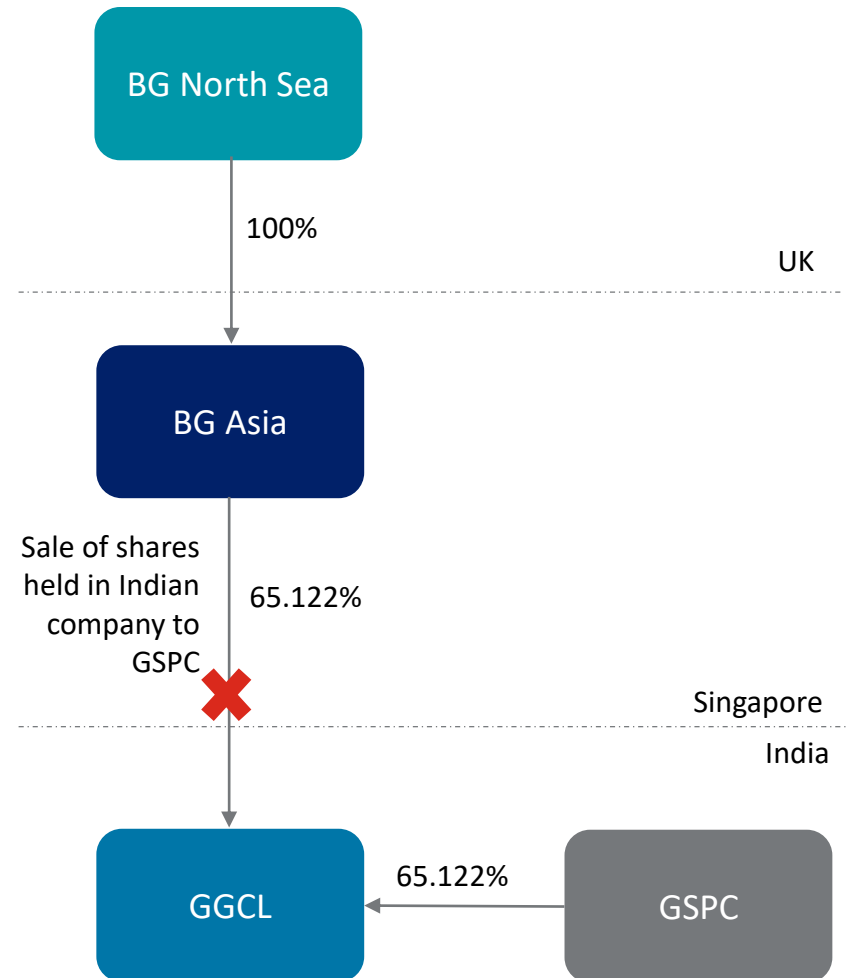 BG North Sea
100%
UK
BG Asia
Sale of shares
held in Indian
company to
GSPC
65.122%
Singapore
India
65.122%
GGCL
GSPC